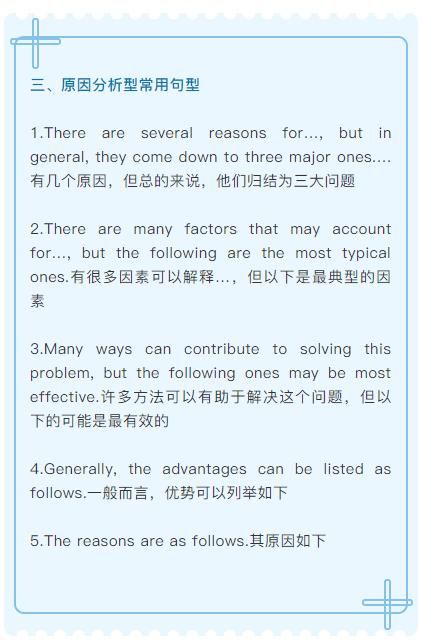 三、原因分析型常用句型
1.There are several reasons for..., but in
general, they come down to three major ones....
有几个原因，但总的来说，他们归结为三大问题
2.There are many factors that may account
for..., but the following are the most typical
ones.有很多因素可以解释...，但以下是最典型的因
素
3.Many ways can contribute to solving this
problem, but the following ones may be most
effective.许多方法可以有助于解决这个问题，但以
下的可能是最有效的
4.Generally, the advantages can be listed as
follows.一般而言，优势可以列举如下
5.The reasons are as follows.其原因如下